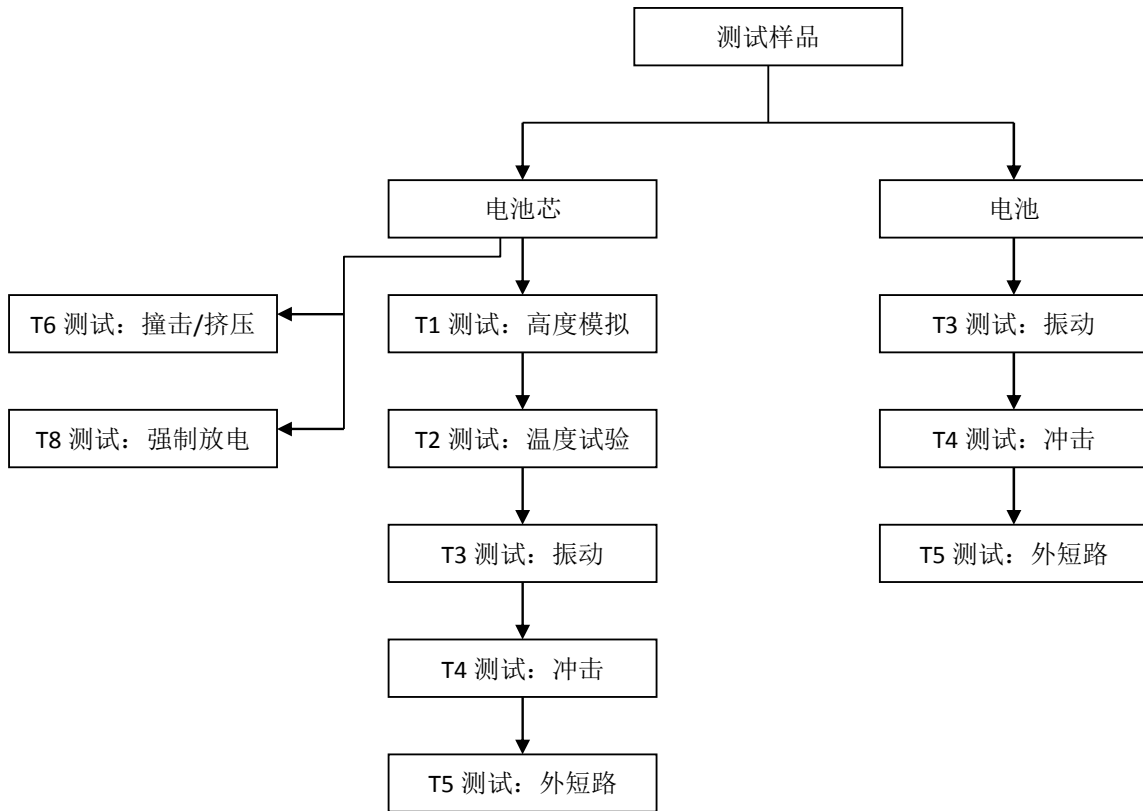 测试样品
电池芯
电池
T6 测试：撞击/挤压
T1 测试：高度模拟
T3 测试：振动
T8 测试：强制放电
T2 测试：温度试验
T4 测试：冲击
T3 测试：振动
T5 测试：外短路
T4 测试：冲击
T5 测试：外短路